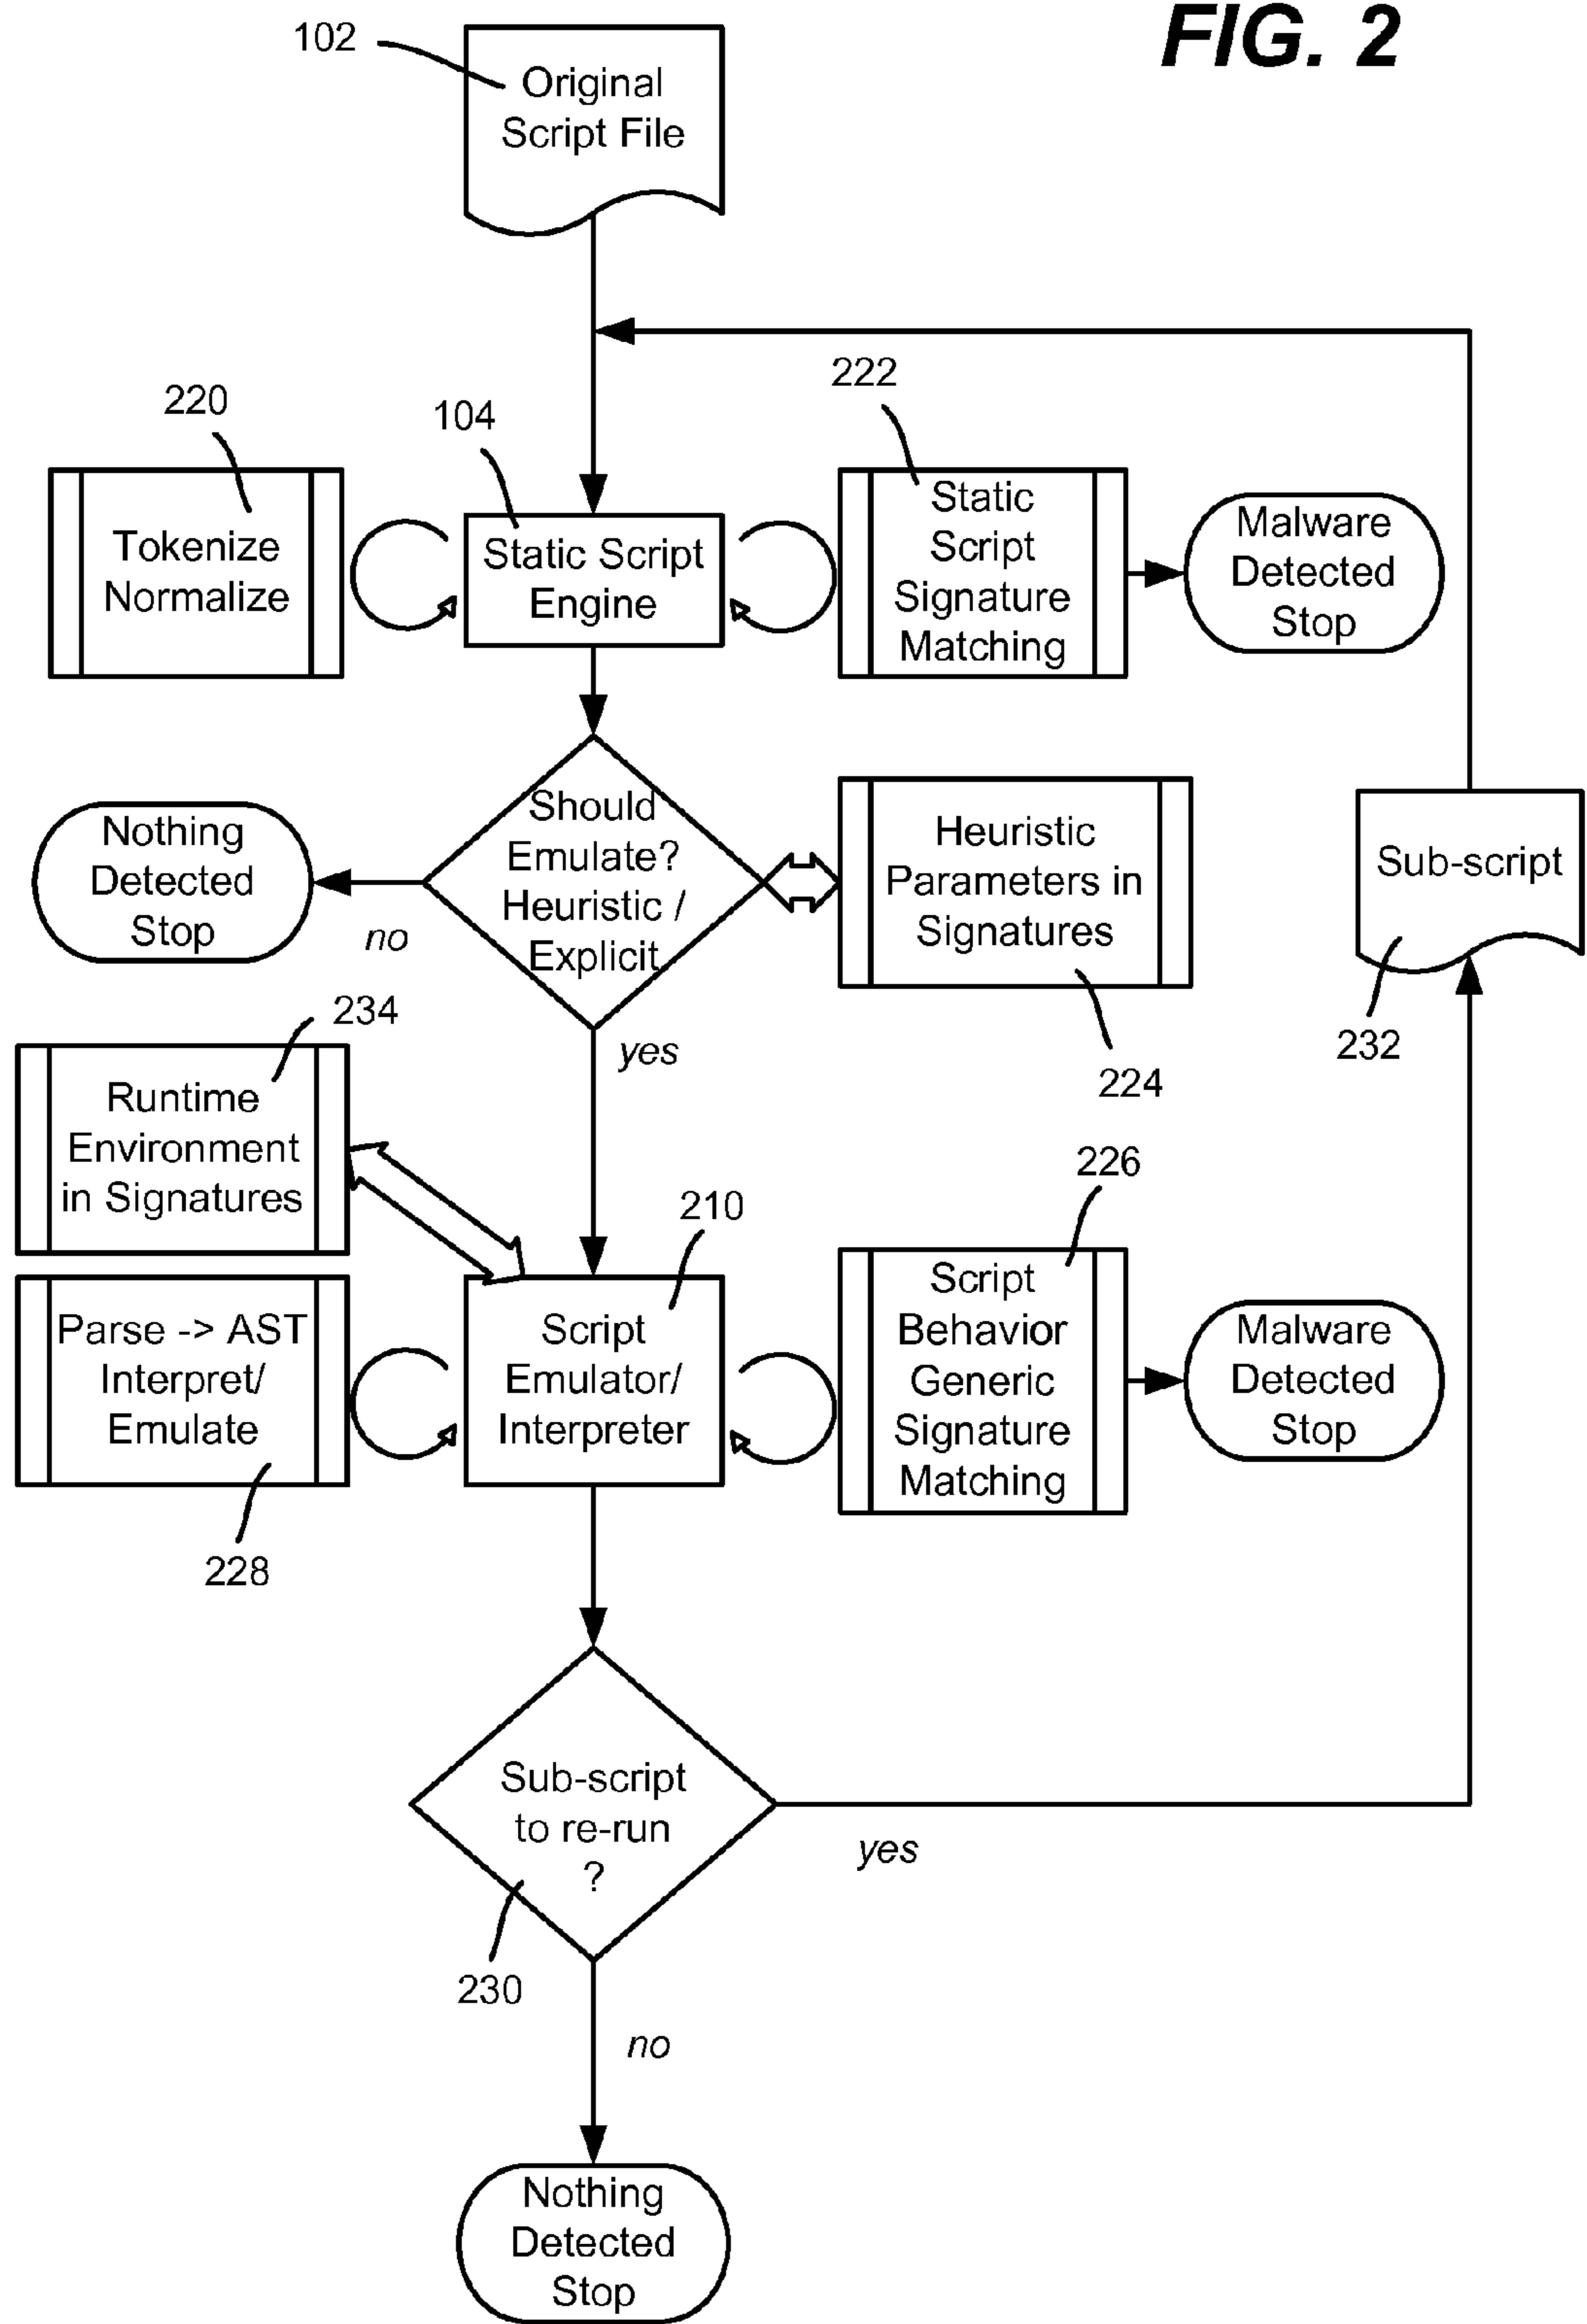 FIG. 2
102
Original
Script File
222
220
104
Tokenize
Normalize
Static Script
Engine
Static
Script
Signature
Matching
Malware
Detected
Stop
Should
Emulate?
Heuristic /
Explicit
Nothing
Detected
Stop
no
Heuristic
Parameters in
Signatures
224
Sub-script
232
yes
234
Runtime
Environment
in Signatures
210
226
Parse -> AST
Interpret/
Emulate
228
Script
Emulator/
Interpreter
Script
Behavior
Generic
Signature
Matching
Malware
Detected
Stop
Sub-script
to re-run
?
230
yes
no
Nothing
Detected
Stop